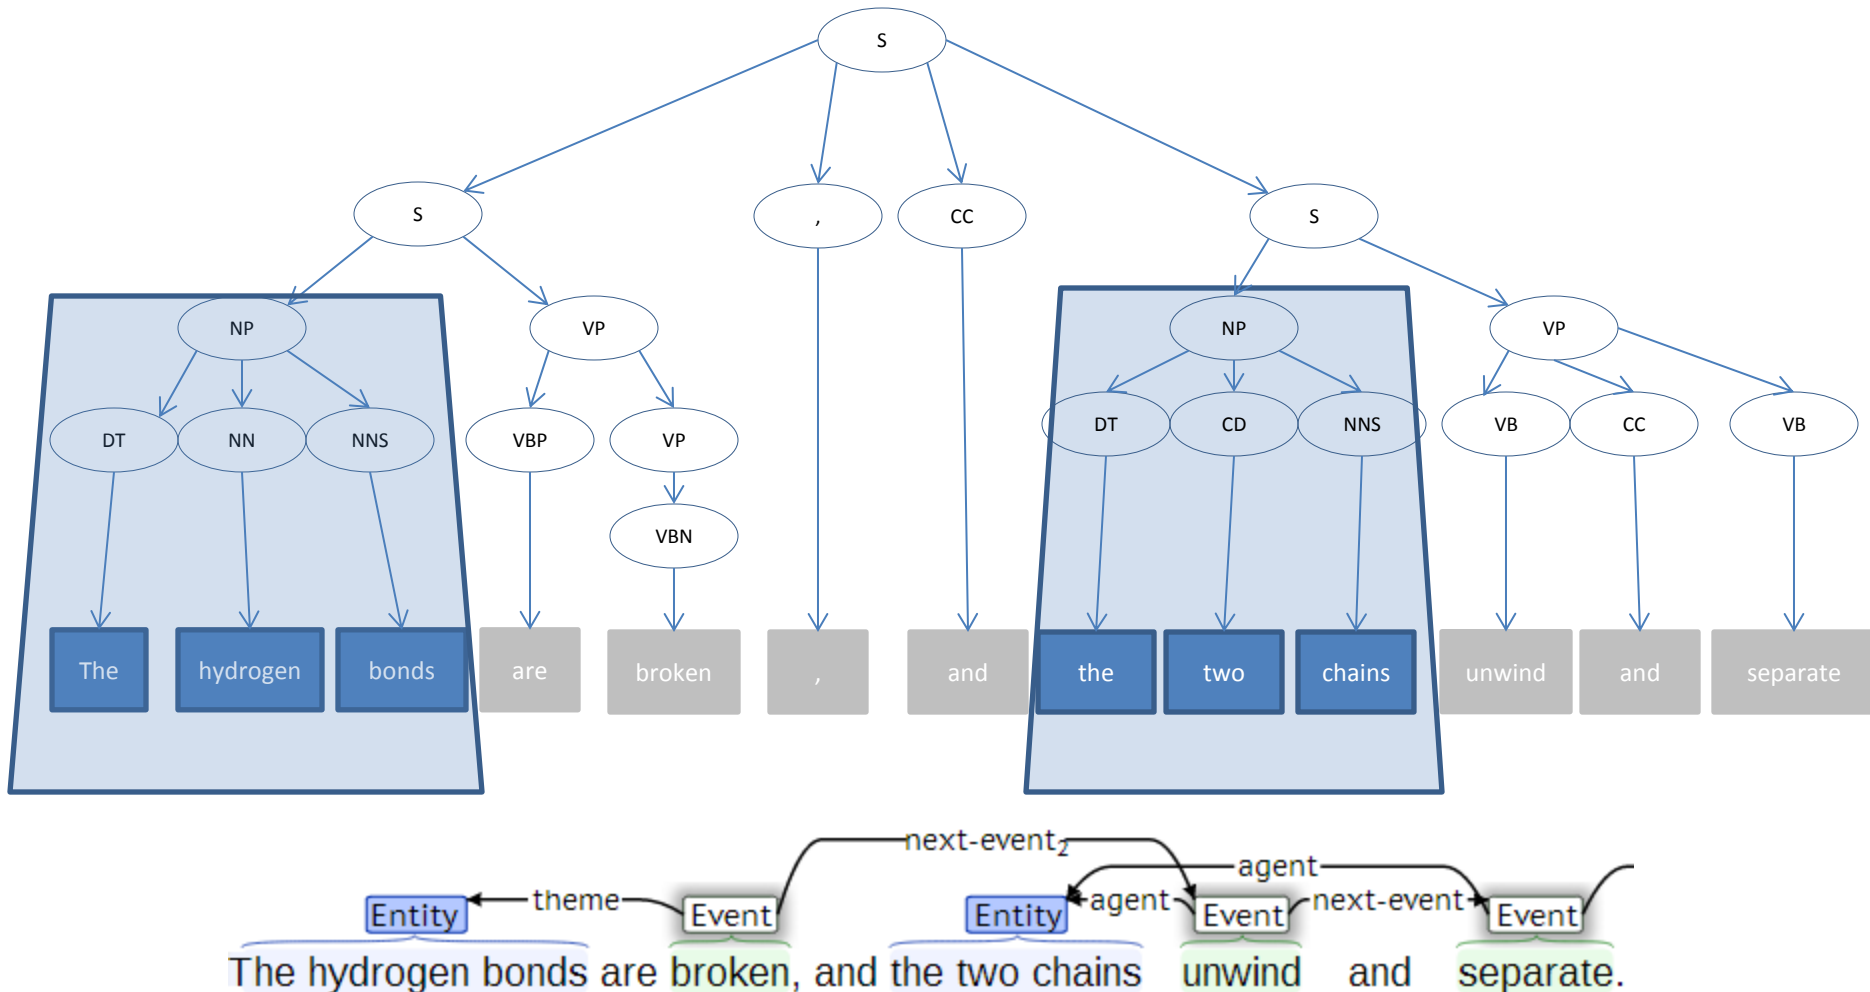 S
S , CC S
NP VP NP VP
DT NN NNS VBP VP DT CD NNS VB CC VB
VBN
The hydrogen bonds are broken , and the two chains unwind and separate
next-event2
agent
theme agent next-event
Entity Event Entity Event Event
The hydrogen bonds are broken, and the two chains unwind and separate.